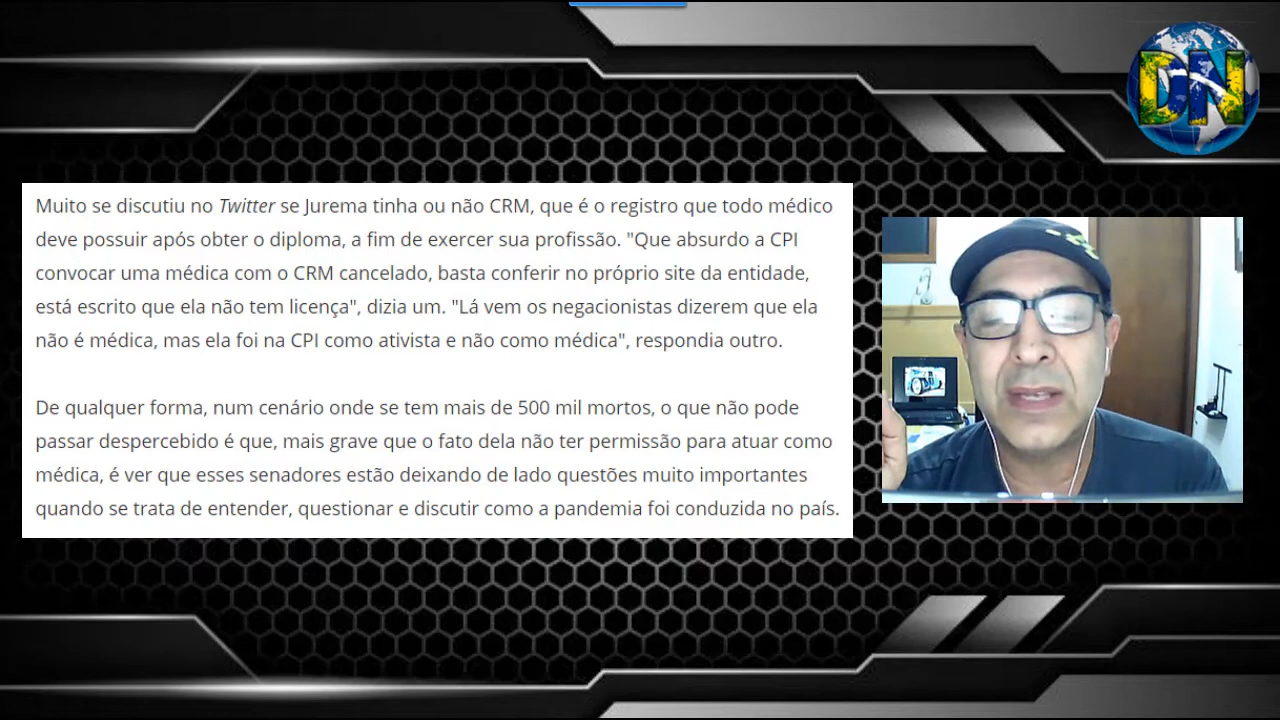 DN
Muito se discutiu no Twitter se Jurema tinha ou não CRM, que é o registro que todo médico
deve possuir após obter o diploma, a fim de exercer sua profissão. "Que absurdo a CPI
convocar uma médica com o CRM cancelado, basta conferir no próprio site da entidade,
está escrito que ela não tem licença", dizia um. "Lá vem os negacionistas dizerem que ela
não é médica, mas ela foi na CPI como ativista e não como médica", respondia outro.
De qualquer forma, num cenário onde se tem mais de 500 mil mortos, o que não pode
passar despercebido é que, mais grave que o fato dela não ter permissão para atuar como
médica, é ver que esses senadores estão deixando de lado questões muito importantes
quando se trata de entender, questionar e discutir como a pandemia foi conduzida no país.